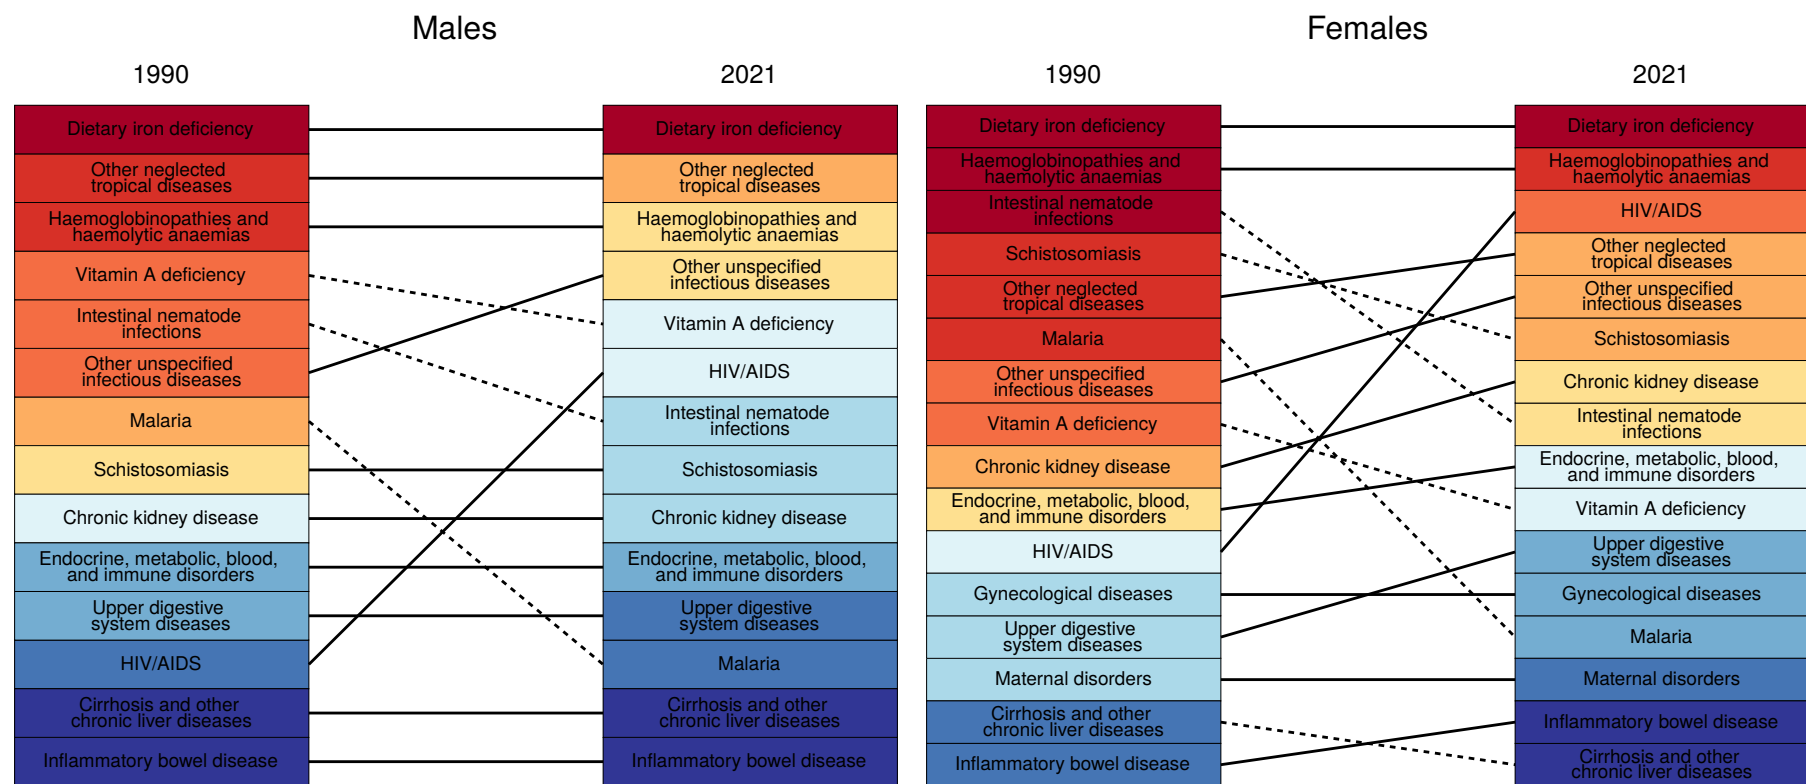 Males
1990
2021
Dietary iron deficiency
Other neglected
tropical diseases
Haemoglobinopathies and
haemolytic anaemias
Vitamin A deficiency
Intestinal nematode
infections
Other unspecified
infectious diseases
Malaria
Schistosomiasis
Chronic kidney disease
Endocrine, metabolic, blood,
and immune disorders
Upper digestive
system diseases
HIV/AIDS
Cirrhosis and other
chronic liver diseases
Inflammatory bowel disease
Dietary iron deficiency
Other neglected
tropical diseases
Haemoglobinopathies and
haemolytic anaemias
Other unspecified
infectious diseases
Vitamin A deficiency
HIV/AIDS
Intestinal nematode
infections
Schistosomiasis
Chronic kidney disease
Endocrine, metabolic, blood,
and immune disorders
Upper digestive
system diseases
Malaria
Cirrhosis and other
chronic liver diseases
Inflammatory bowel disease
Females
1990
2021
Dietary iron deficiency
Haemoglobinopathies and
haemolytic anaemias
Intestinal nematode
infections
Schistosomiasis
Other neglected
tropical diseases
Malaria
Other unspecified
infectious diseases
Vitamin A deficiency
Chronic kidney disease
Endocrine, metabolic, blood,
and immune disorders
HIV/AIDS
Gynecological diseases
Upper digestive
system diseases
Maternal disorders
Cirrhosis and other
chronic liver diseases
Inflammatory bowel disease
Dietary iron deficiency
Haemoglobinopathies and
haemolytic anaemias
HIV/AIDS
Other neglected
tropical diseases
Other unspecified
infectious diseases
Schistosomiasis
Chronic kidney disease
Intestinal nematode
infections
Endocrine, metabolic, blood,
and immune disorders
Vitamin A deficiency
Upper digestive
system diseases
Gynecological diseases
Malaria
Maternal disorders
Inflammatory bowel disease
Cirrhosis and other
chronic liver diseases